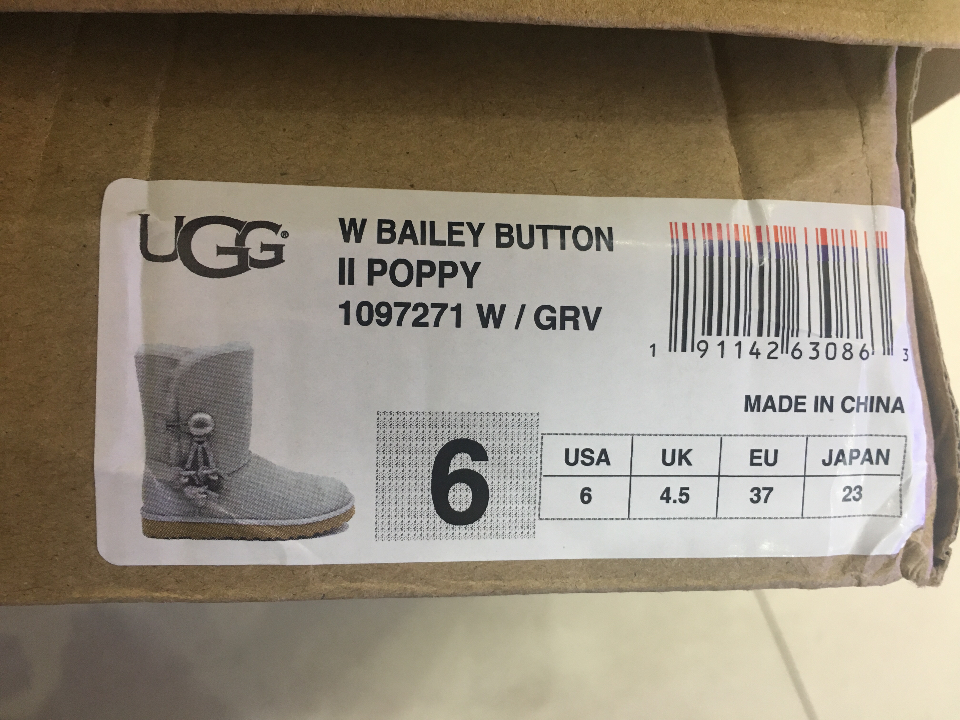 UGG®
W BAILEY BUTTON
II POPPY
1097271 W / GRV
1 91142 63086 3
MADE IN CHINA
6
USA UK EU JAPAN
6 4.5 37 23